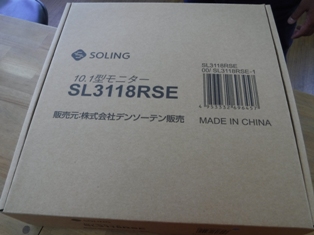 SOLING
10.1型モニター
SL3118RSE
販売元:株式会社デンソーテン販売
SL3118RSE
00/ SL3118RSE-1
MADE IN CHINA